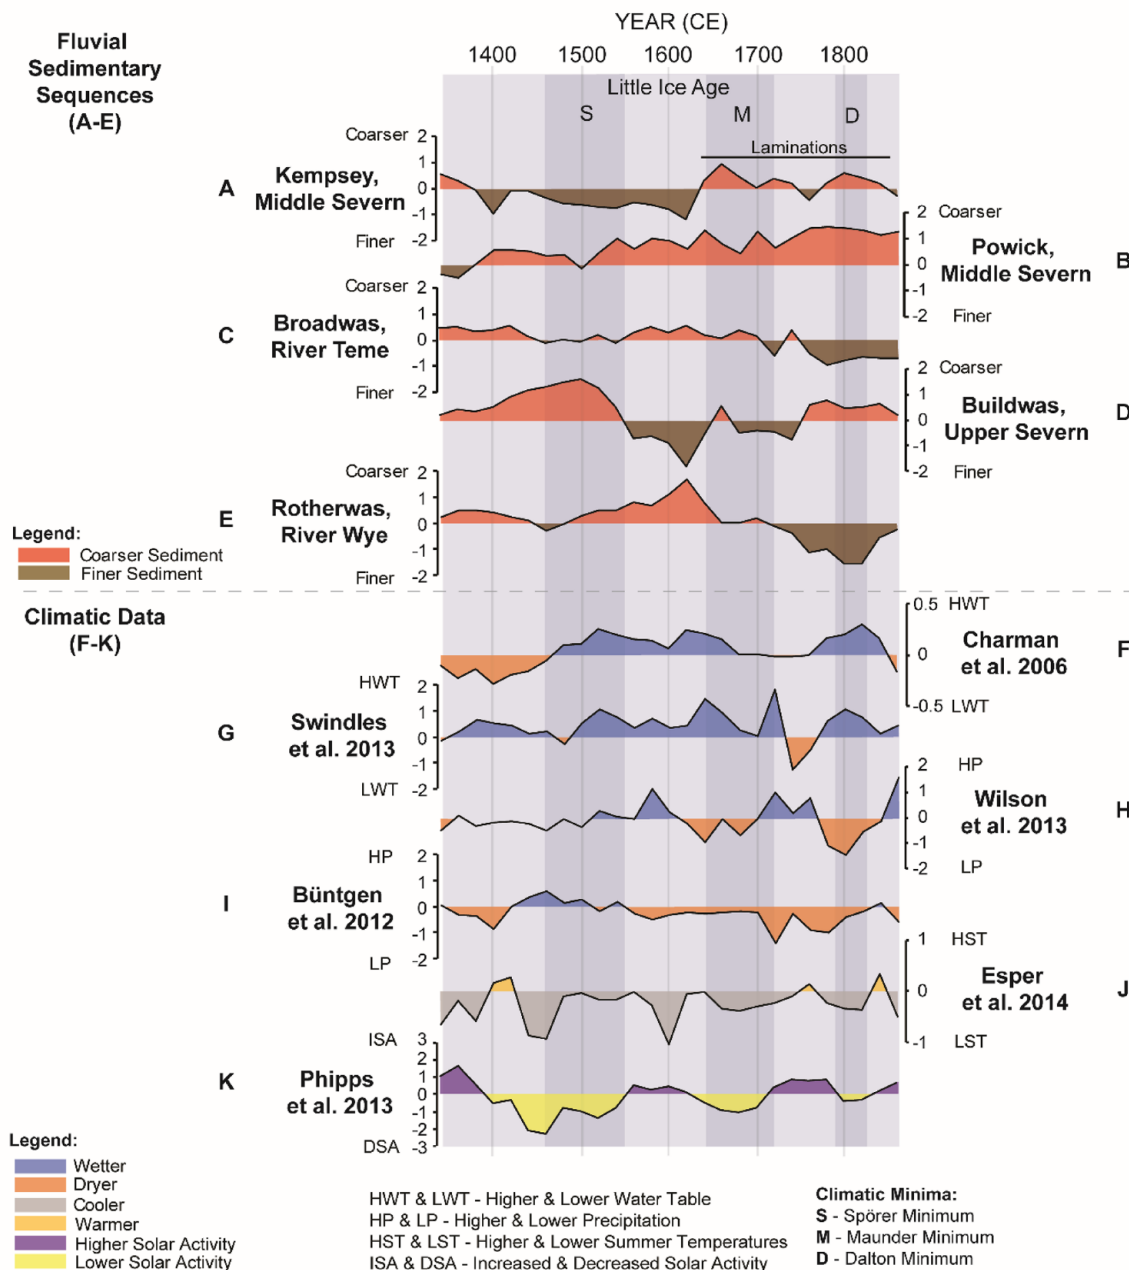 YEAR (CE)
1400 1500 1600 1700 1800
Little Ice Age
S M D
Laminations
Fluvial
Sedimentary
Sequences
(A-E)
Coarser 2
1
0
-1
Finer -2
A
Kempsey,
Middle Severn
2 Coarser
1
0
-1
-2 Finer
Powick,
Middle Severn
B
Coarser 2
1
0
-1
Finer -2
C
Broadwas,
River Teme
2 Coarser
1
0
-1
-2 Finer
Buildwas,
Upper Severn
D
Coarser 2
1
0
-1
Finer -2
E
Rotherwas,
River Wye
Legend:
Coarser Sediment
Finer Sediment
Climatic Data
(F-K)
0.5 HWT
0
-0.5 LWT
Charman
et al. 2006
F
HWT
2
1
0
-1
-2
LWT
G
Swindles
et al. 2013
HP
2
1
0
-1
-2
LP
Wilson
et al. 2013
H
HP
2
1
0
-1
-2
LP
I
Büntgen
et al. 2012
HST
1
0
-1
LST
Esper
et al. 2014
J
ISA 3
2
1
0
-1
-2
DSA -3
K
Phipps
et al. 2013
Legend:
Wetter
Dryer
Cooler
Warmer
Higher Solar Activity
Lower Solar Activity
HWT & LWT - Higher & Lower Water Table
HP & LP - Higher & Lower Precipitation
HST & LST - Higher & Lower Summer Temperatures
ISA & DSA - Increased & Decreased Solar Activity
Climatic Minima:
S - Spörer Minimum
M - Maunder Minimum
D - Dalton Minimum